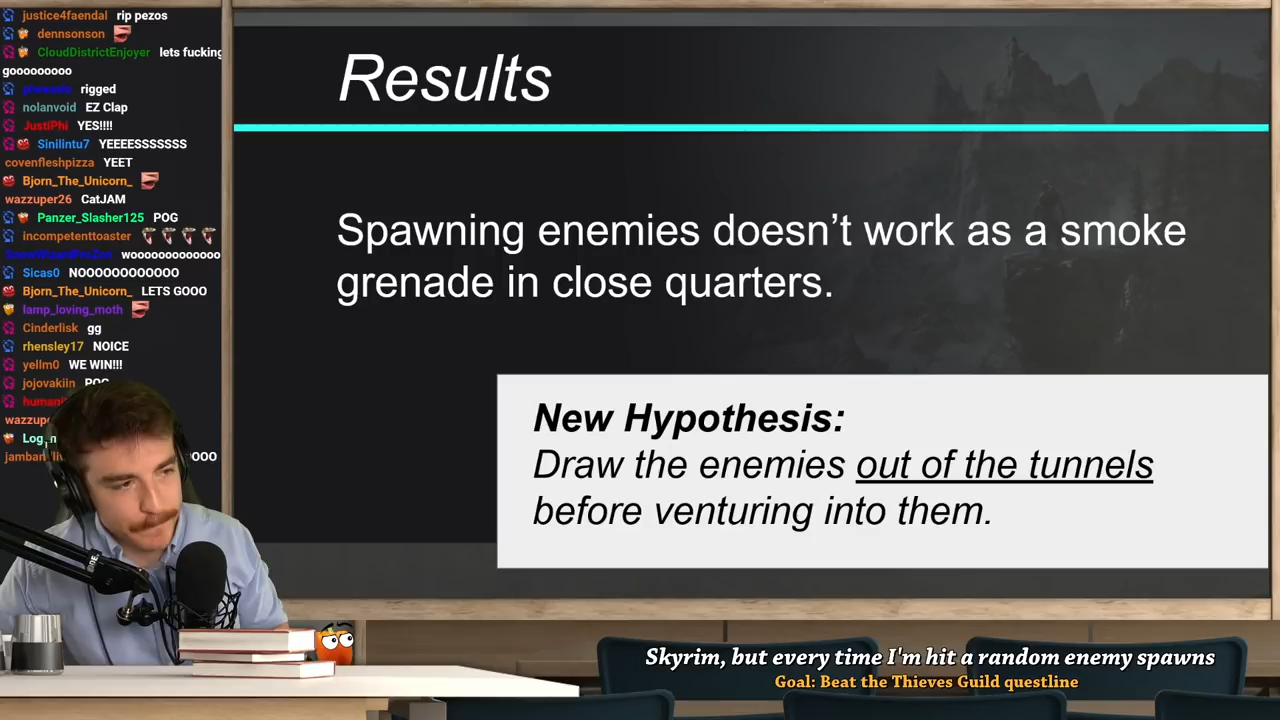 justice4faendal rip pezos
dennsonson
CloudDistrictEnjoyer lets fucking
gooooooooo
rigged
nolanvoid EZ Clap
JustiPhi YES!!!!
Sinilintu7 YEEEESSSSSSS
covenfleshpizza YEET
Bjorn_The_Unicorn_
wazzuper26 CatJAM
Panzer_Slasher125 POG
incompetenttoaster
Sicas0 NOOOOOOOOOOOO
Bjorn_The_Unicorn_ LETS GOOO
lamp_loving_moth
Cinderlisk gg
rhensley17 NOICE
yellm0 WE WIN!!!
jojovakiin POG
Results
Spawning enemies doesn't work as a smoke
grenade in close quarters.
New Hypothesis:
Draw the enemies out of the tunnels
before venturing into them.
Skyrim, but every time I'm hit a random enemy spawns
Goal: Beat the Thieves Guild questline